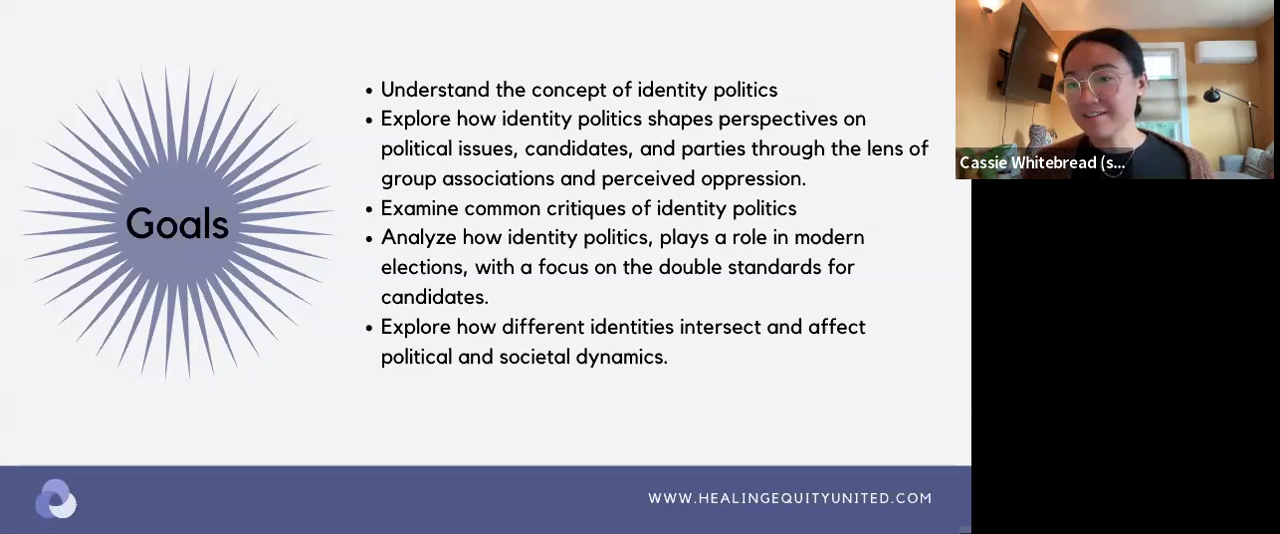 Goals
• Understand the concept of identity politics
• Explore how identity politics shapes perspectives on
political issues, candidates, and parties through the lens of
group associations and perceived oppression.
• Examine common critiques of identity politics
• Analyze how identity politics, plays a role in modern
elections, with a focus on the double standards for
candidates.
• Explore how different identities intersect and affect
political and societal dynamics.
WWW.HEALINGEQUITYUNITED.COM
Cassie Whitebread (s...